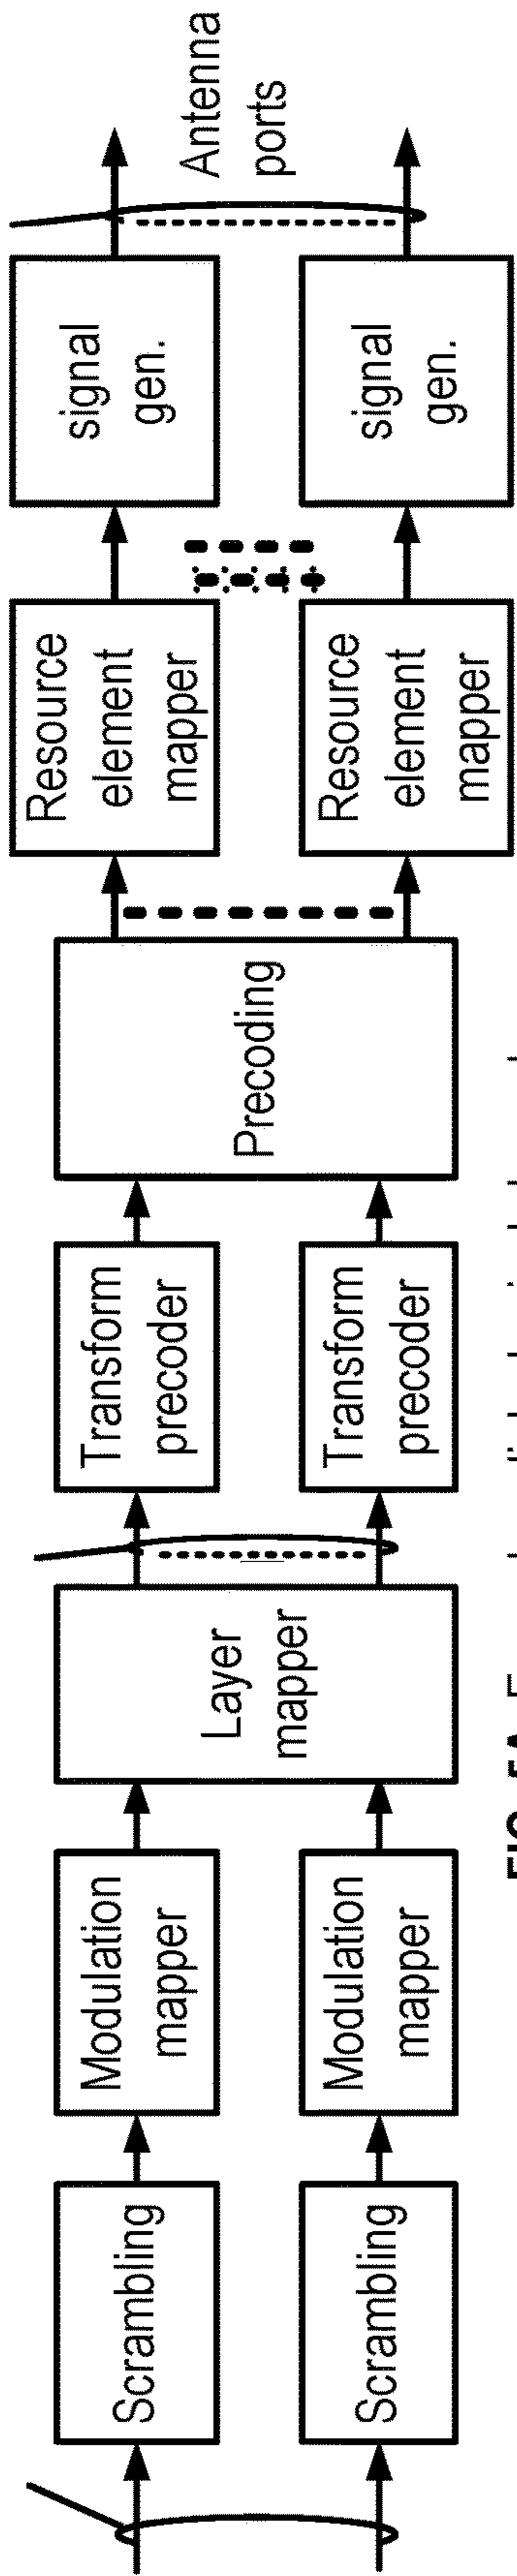 Scrambling
Modulation
mapper
Layer
mapper
Transform
precoder
Precoding
Resource
element
mapper
signal
gen.
Antenna
ports
Scrambling
Modulation
mapper
Transform
precoder
Resource
element
mapper
signal
gen.